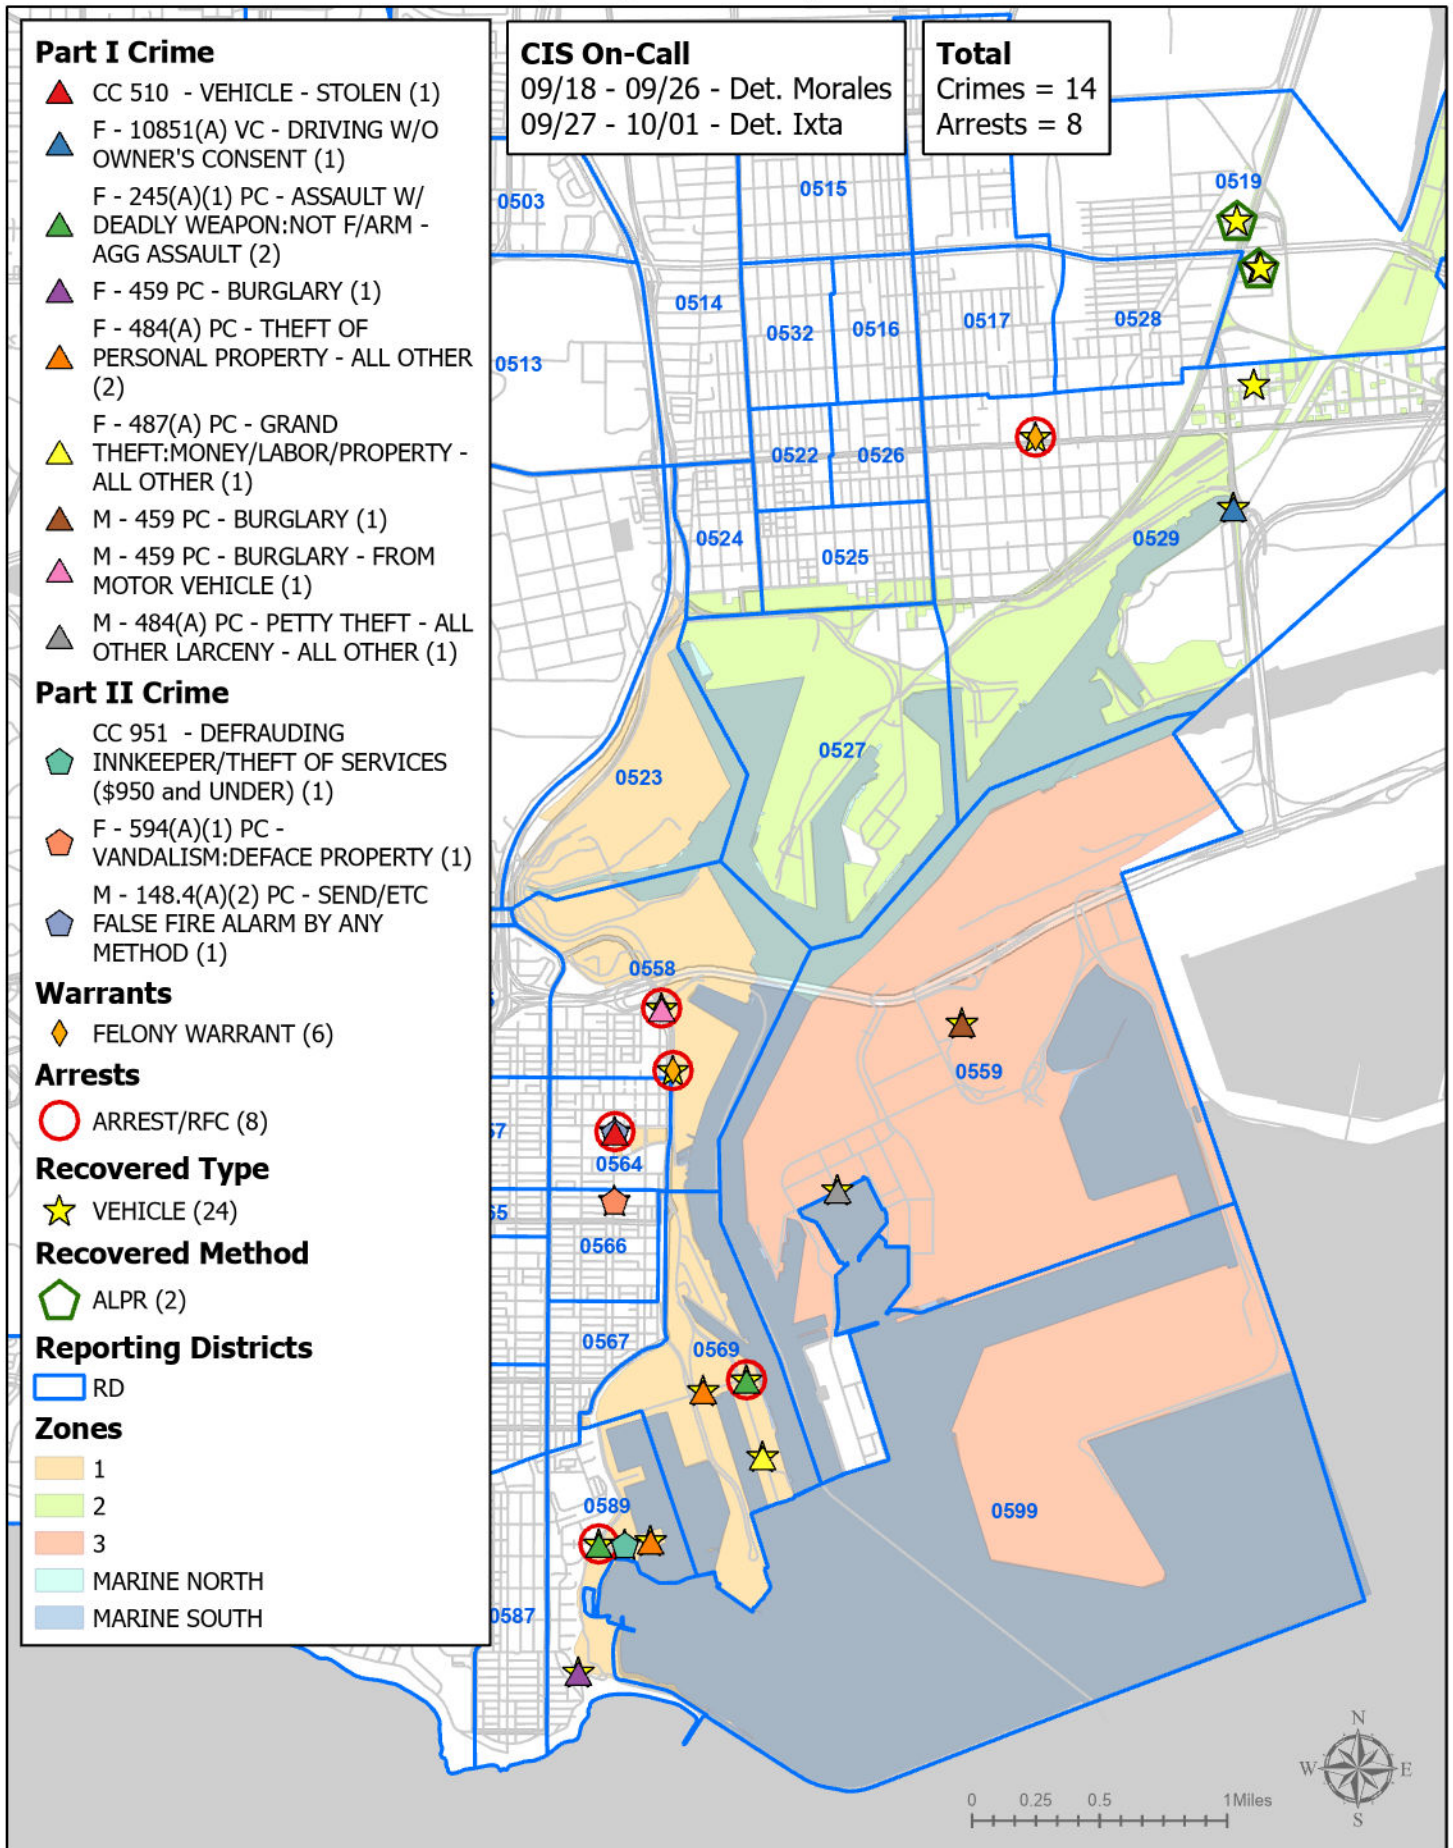 Part I Crime
CC 510 - VEHICLE - STOLEN (1)
F - 10851(A) VC - DRIVING W/O
OWNER'S CONSENT (1)
F - 245(A)(1) PC - ASSAULT W/
DEADLY WEAPON:NOT F/ARM -
AGG ASSAULT (2)
F - 459 PC - BURGLARY (1)
F - 484(A) PC - THEFT OF
PERSONAL PROPERTY - ALL OTHER
(2)
F - 487(A) PC - GRAND
THEFT:MONEY/LABOR/PROPERTY -
ALL OTHER (1)
M - 459 PC - BURGLARY (1)
M - 459 PC - BURGLARY - FROM
MOTOR VEHICLE (1)
M - 484(A) PC - PETTY THEFT - ALL
OTHER LARCENY - ALL OTHER (1)
Part II Crime
CC 951 - DEFRAUDING
INNKEEPER/THEFT OF SERVICES
($950 and UNDER) (1)
F - 594(A)(1) PC -
VANDALISM:DEFACE PROPERTY (1)
M - 148.4(A)(2) PC - SEND/ETC
FALSE FIRE ALARM BY ANY
METHOD (1)
Warrants
FELONY WARRANT (6)
Arrests
ARREST/RFC (8)
Recovered Type
VEHICLE (24)
Recovered Method
ALPR (2)
Reporting Districts
RD
Zones
1
2
3
MARINE NORTH
MARINE SOUTH
CIS On-Call
09/18 - 09/26 - Det. Morales
09/27 - 10/01 - Det. Ixta
Total
Crimes = 14
Arrests = 8
0503
0515
0519
0514
0532
0516
0517
0528
0513
0522
0526
0524
0525
0529
0527
0523
0558
0559
0564
0566
0567
0569
0589
0599
0587
N
W
E
S
0 0.25 0.5 1Miles